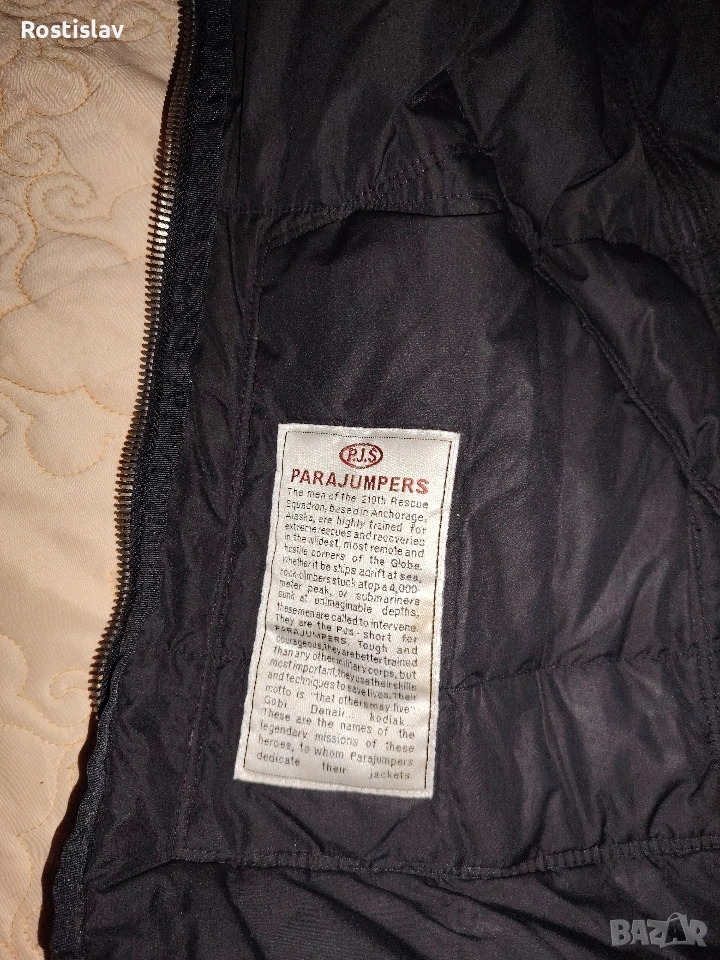 Rostislav
P.J.S
PARAJUMPERS
The men of the 210th Rescue
Squadron, based in Anchorage,
Alaska, are highly trained for
extreme rescues and recoveries
in the wildest, most remote and
hostile corners of the Globe.
Whether it be ships adrift at sea,
rock climbers stuck atop a 4,000-
meter peak, or submariners
sunk at unimaginable depths,
these men are called to intervene.
They are the PJs - short for
PARAJUMPERS. Tough and
courageous, they are better trained
than any other military corps, but
most important, they use their skills
and techniques to save lives. Their
motto is "that others may live"
Gobi... Denali... kodiak...
These are the names of the
legendary missions of these
heroes, to whom Parajumpers
dedicate their jackets.
BAZAR